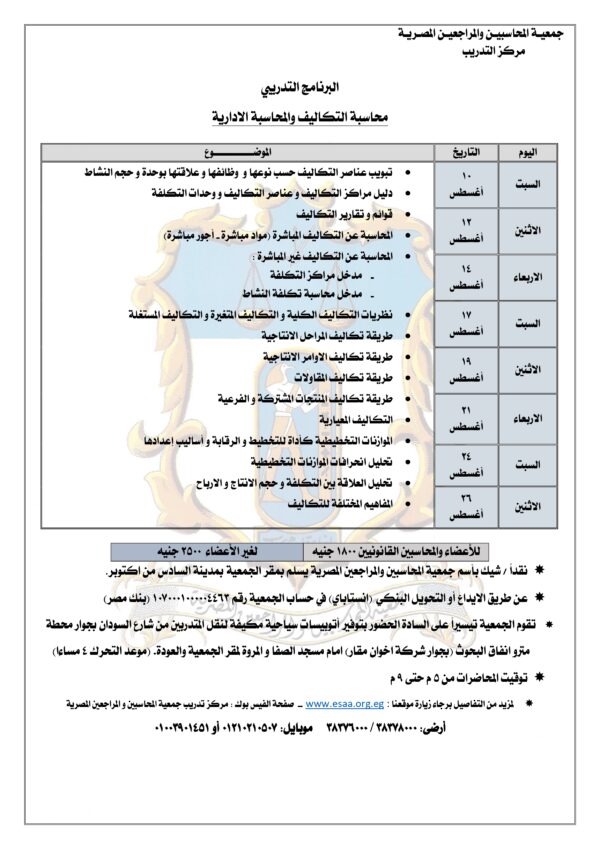 جمعية المحاسبين والمراجعين المصرية
مركز التدريب
البرنامج التدريبي
محاسبة التكاليف والمحاسبة الادارية
اليوم التاريخ الموضـــــوع
السبت ١٠ أغسطس
• تبويب عناصر التكاليف حسب نوعها و وظائفها و علاقتها بوحدة و حجم النشاط
• دليل مراكز التكاليف و عناصر التكاليف و وحدات التكلفة
الاثنين ١٢ أغسطس
• قوائم و تقارير التكاليف
• المحاسبة عن التكاليف المباشرة (مواد مباشرة - أجور مباشرة)
الاربعاء ١٤ أغسطس
• المحاسبة عن التكاليف غير المباشرة :
- مدخل مراكز التكلفة
- مدخل محاسبة تكلفة النشاط
السبت ١٧ أغسطس
• نظريات التكاليف الكلية و التكاليف المتغيرة و التكاليف المستغلة
• طريقة تكاليف المراحل الانتاجية
الاثنين ١٩ أغسطس
• طريقة تكاليف الاوامر الانتاجية
• طريقة تكاليف المقاولات
الاربعاء ٢١ أغسطس
• طريقة تكاليف المنتجات المشتركة و الفرعية
• التكاليف المعيارية
• الموازنات التخطيطية كأداة للتخطيط و الرقابة و أساليب إعدادها
السبت ٢٤ أغسطس
• تحليل انحرافات الموازنات التخطيطية
• تحليل العلاقة بين التكلفة و حجم الانتاج و الارباح
الاثنين ٢٦ أغسطس
• المفاهيم المختلفة للتكاليف
للأعضاء والمحاسبين القانونيين ١٨٠٠ جنيه لغير الأعضاء ٢٥٠٠ جنيه
نقداً / شيك بأسم جمعية المحاسبين والمراجعين المصرية يسلم بمقر الجمعية بمدينة السادس من اكتوبر.
عن طريق الايداع أو التحويل البنكي (انستاباي) في حساب الجمعية رقم ١٠٧٠٠٠١٠٠٠٠٠٤٤٦٣ (بنك مصر)
تقوم الجمعية تيسيراً على السادة الحضور بتوفير أتوبيسات سياحية مكيفة لنقل المتدربين من شارع السودان بجوار محطة
مترو انفاق البحوث (بجوار شركة اخوان مقار) امام مسجد الصفا و المروة لمقر الجمعية والعودة. (موعد التحرك ٤ مساءا)
توقيت المحاضرات من ٥ م حتى ٩ م
لمزيد من التفاصيل برجاء زيارة موقعنا : www.esaa.org.eg – صفحة الفيس بوك : مركز تدريب جمعية المحاسبين و المراجعين المصرية
أرضى: ٣٨٣٧٨٠٠٠ / ٣٨٣٧٦٠٠٠ موبايل: ٠١٢١٠٢١٠٥٠٧ أو ٠١٠٠٣٩٠١٤٥١